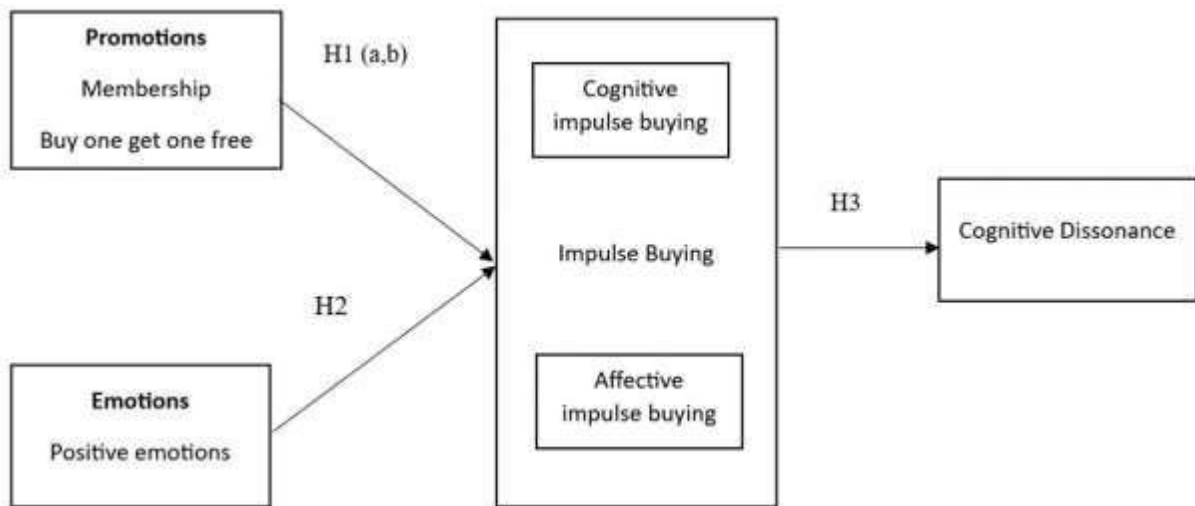 Promotions
Membership
Buy one get one free
H1 (a,b)
Cognitive
impulse buying
H3
Cognitive Dissonance
Impulse Buying
H2
Affective
impulse buying
Emotions
Positive emotions